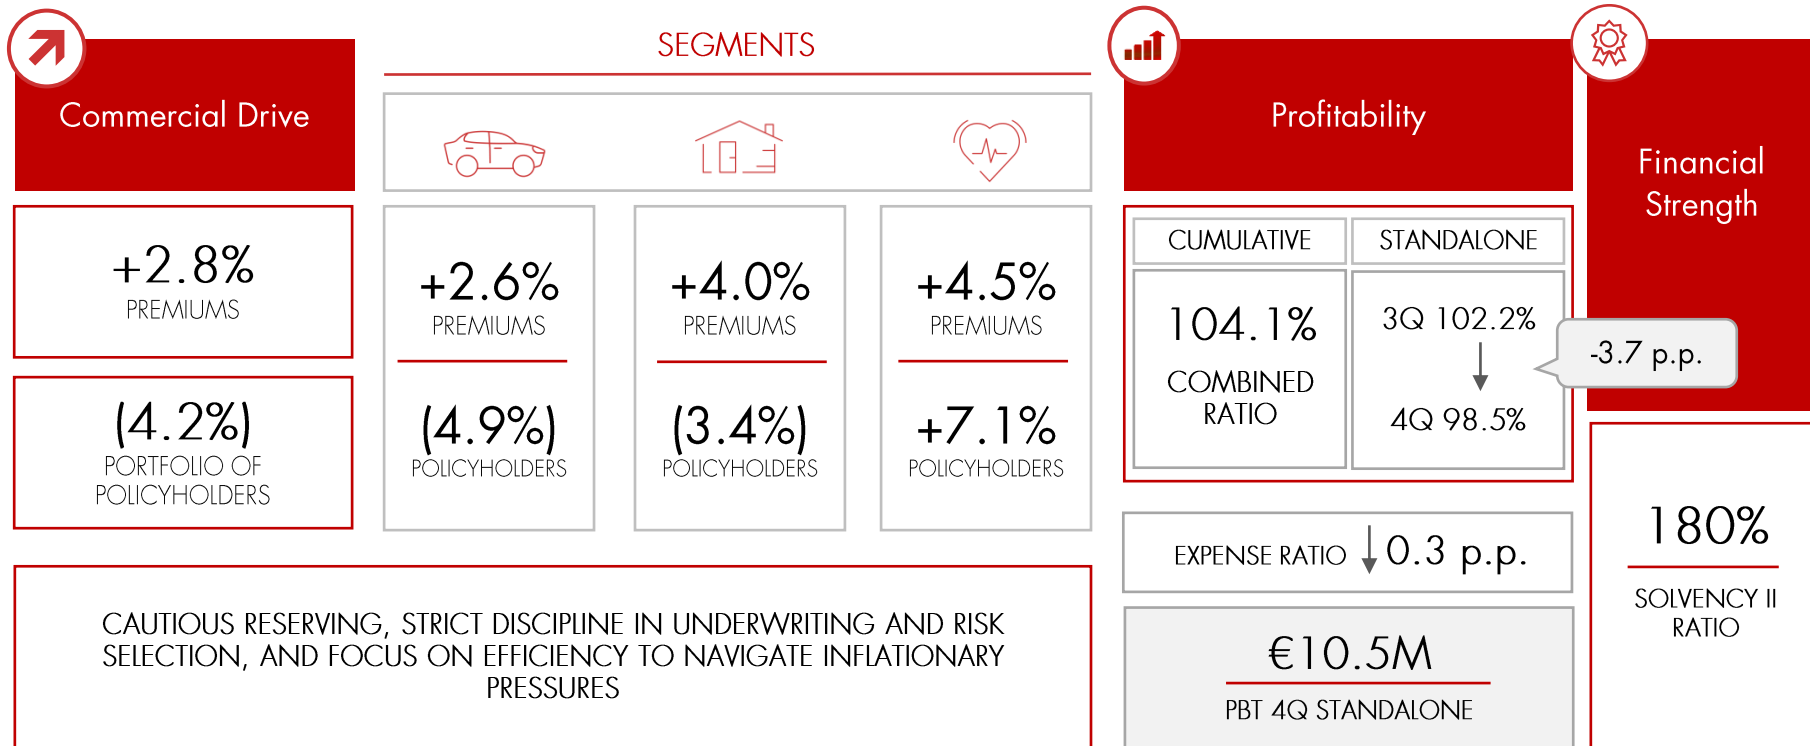 Commercial Drive
+2.8%
PREMIUMS
(4.2%)
PORTFOLIO OF
POLICYHOLDERS
SEGMENTS
+2.6%
PREMIUMS
(4.9%)
POLICYHOLDERS
+4.0%
PREMIUMS
(3.4%)
POLICYHOLDERS
+4.5%
PREMIUMS
+7.1%
POLICYHOLDERS
CAUTIOUS RESERVING, STRICT DISCIPLINE IN UNDERWRITING AND RISK
SELECTION, AND FOCUS ON EFFICIENCY TO NAVIGATE INFLATIONARY
PRESSURES
Profitability
CUMULATIVE
104.1%
COMBINED
RATIO
STANDALONE
3Q 102.2%
4Q 98.5%
-3.7 p.p.
EXPENSE RATIO 0.3 p.p.
€10.5M
PBT 4Q STANDALONE
Financial
Strength
180%
SOLVENCY II
RATIO